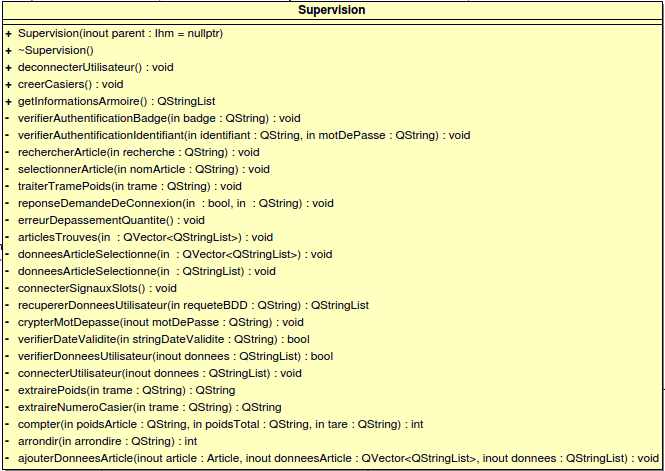 Supervision
+ Supervision(inout parent : Ihm = nullptr)
+ ~Supervision()
+ deconnecterUtilisateur() : void
+ creerCasiers() : void
+ getInformationsArmoire() : QStringList
- verifierAuthentificationBadge(in badge : QString) : void
- verifierAuthentificationIdentifiant(in identifiant : QString, in motDePasse : QString) : void
- rechercherArticle(in recherche : QString) : void
- selectionnerArticle(in nomArticle : QString) : void
- traiterTramePoids(in trame : QString) : void
- reponseDemandeDeConnexion(in : bool, in : QString) : void
- erreurDepassementQuantite() : void
- articlesTrouves(in : QVector<QStringList>) : void
- donneesArticleSelectionne(in : QVector<QStringList>) : void
- donneesArticleSelectionne(in : QStringList) : void
- connecterSignauxSlots() : void
- recupererDonneesUtilisateur(in requeteBDD : QString) : QStringList
- crypterMotDepasse(inout motDePasse : QString) : void
- verifierDateValidite(in stringDateValidite : QString) : bool
- verifierDonneesUtilisateur(inout donnees : QStringList) : bool
- connecterUtilisateur(inout donnees : QStringList) : void
- extrairePoids(in trame : QString) : QString
- extraireNumeroCasier(in trame : QString) : QString
- compter(in poidsArticle : QString, in poidsTotal : QString, in tare : QString) : int
- arrondir(in arrondire : QString) : int
- ajouterDonneesArticle(inout article : Article, inout donneesArticle : QVector<QStringList>, inout donnees : QStringList) : void